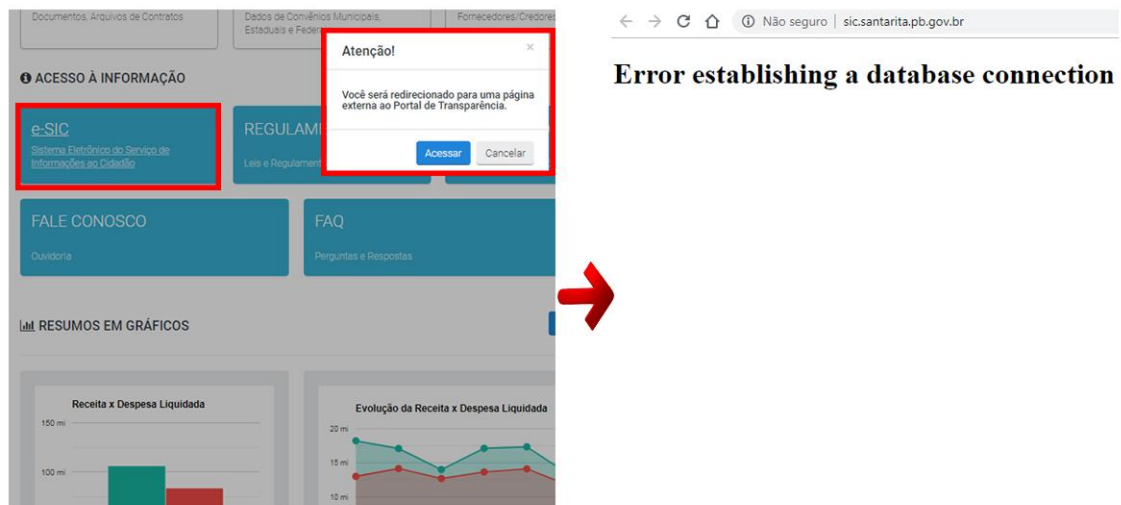 Documentos, Arquivos de Contratos
Dados de Convênios Municipais,
Estaduais e Federais
Fornecedores/Credores
Atenção!
×
Você será redirecionado para uma página
externa ao Portal de Transparência.
Acessar
Cancelar
ACESSO À INFORMAÇÃO
e-SIC
Sistema Eletrônico do Serviço de
Informações ao Cidadão
REGULAM
Leis e Regulament
FALE CONOSCO
Ouvidoria
FAQ
Perguntas e Respostas
RESUMOS EM GRÁFICOS
Receita x Despesa Liquidada
150 mi
100 mi
Evolução da Receita x Despesa Liquidada
20 mi
15 mi
10 mi
Não seguro | sic.santarita.pb.gov.br
Error establishing a database connection